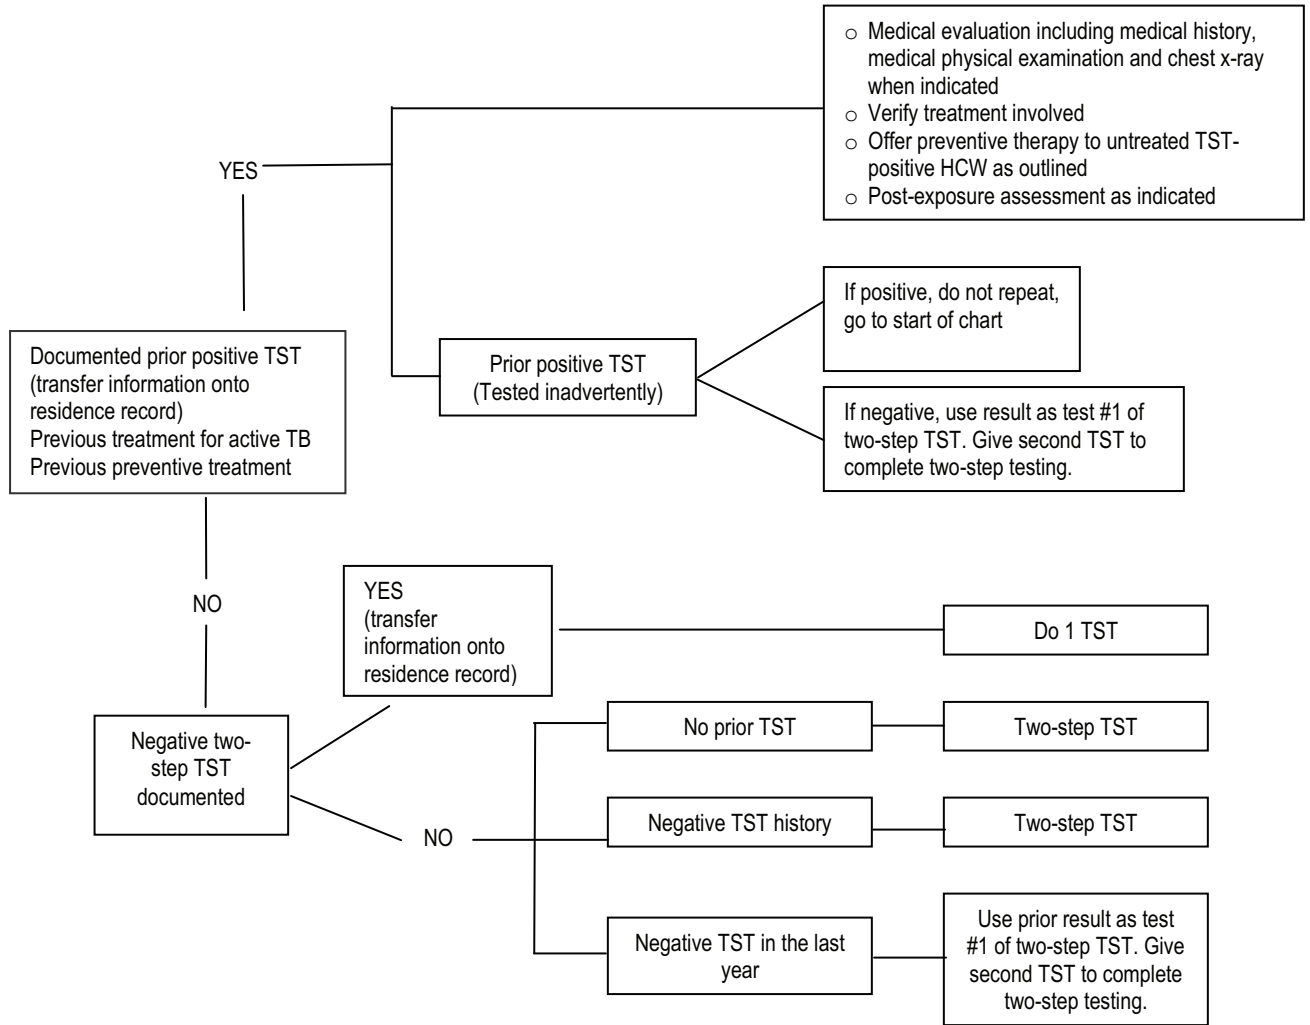 ○ Medical evaluation including medical history,
medical physical examination and chest x-ray
when indicated
○ Verify treatment involved
○ Offer preventive therapy to untreated TST-
positive HCW as outlined
○ Post-exposure assessment as indicated
YES
If positive, do not repeat,
go to start of chart
Documented prior positive TST
(transfer information onto
residence record)
Previous treatment for active TB
Previous preventive treatment
Prior positive TST
(Tested inadvertently)
If negative, use result as test #1 of
two-step TST. Give second TST to
complete two-step testing.
NO
YES
(transfer
information onto
residence record)
Do 1 TST
Negative two-
step TST
documented
No prior TST
Two-step TST
NO
Negative TST history
Two-step TST
Negative TST in the last
year
Use prior result as test
#1 of two-step TST. Give
second TST to complete
two-step testing.